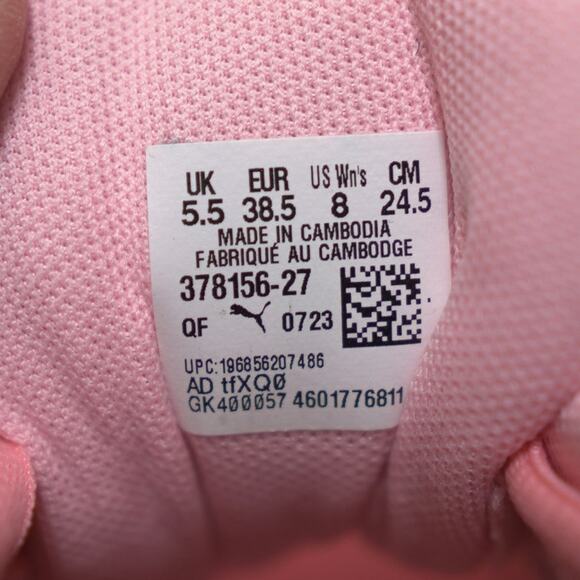 UK EUR US Wn's CM
5.5 38.5 8 24.5
MADE IN CAMBODIA
FABRIQUÉ AU CAMBODGE
378156-27
QF 0723
UPC:196856207486
AD tfXQ0
GK400057 4601776811